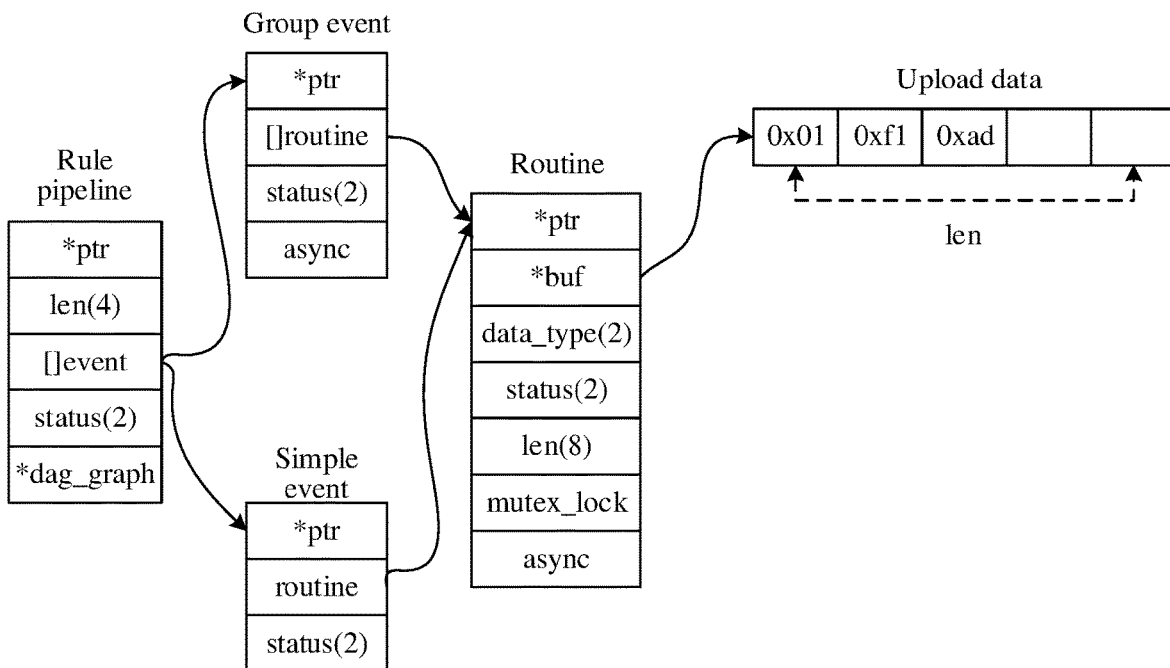 Rule
pipeline
*ptr
len(4)
[]event
status(2)
*dag_graph
Group event
*ptr
[]routine
status(2)
async
Simple
event
*ptr
routine
status(2)
Routine
*ptr
*buf
data_type(2)
status(2)
len(8)
mutex_lock
async
Upload data
0x01 0xf1 0xad
len